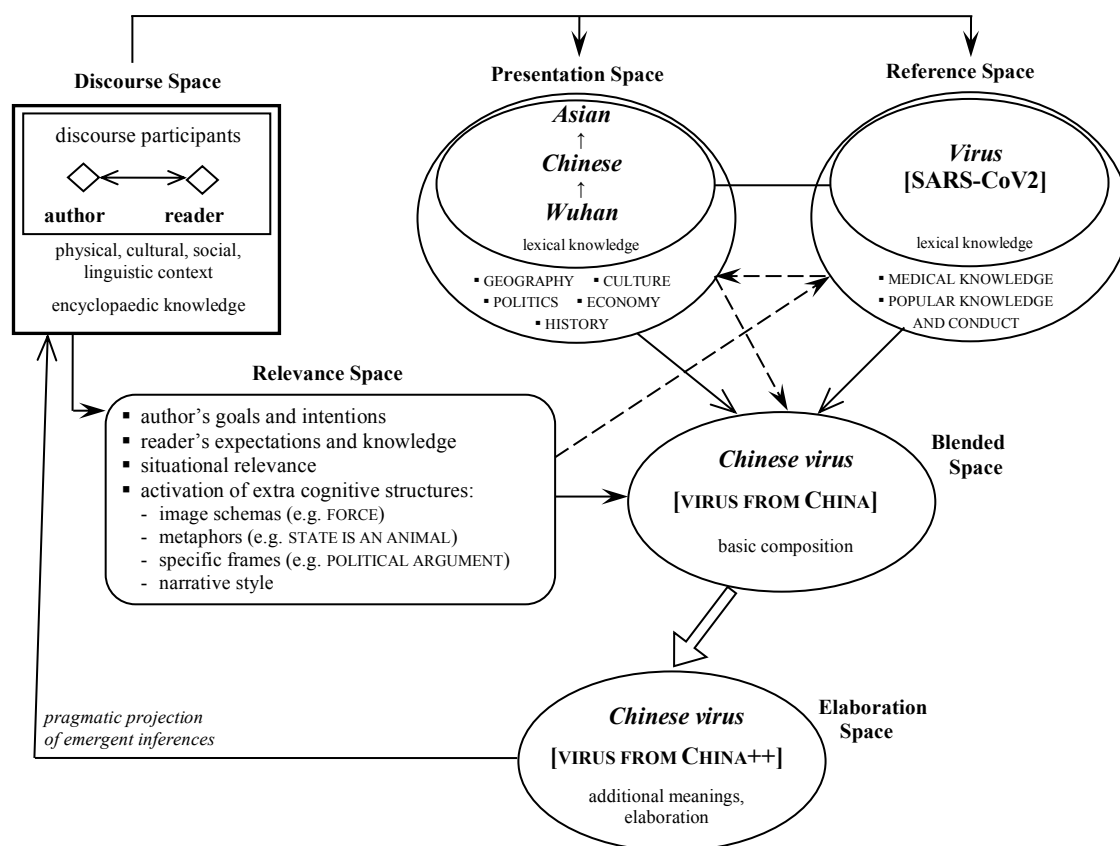 Discourse Space
discourse participants
author reader
physical, cultural, social,
linguistic context
encyclopaedic knowledge
Presentation Space
Asian
↑
Chinese
↑
Wuhan
lexical knowledge
▪ GEOGRAPHY ▪ CULTURE
▪ POLITICS ▪ ECONOMY
▪ HISTORY
Reference Space
Virus
[SARS-CoV2]
lexical knowledge
▪ MEDICAL KNOWLEDGE
▪ POPULAR KNOWLEDGE
AND CONDUCT
Relevance Space
▪ author’s goals and intentions
▪ reader’s expectations and knowledge
▪ situational relevance
▪ activation of extra cognitive structures:
- image schemas (e.g. FORCE)
- metaphors (e.g. STATE IS AN ANIMAL)
- specific frames (e.g. POLITICAL ARGUMENT)
- narrative style
Blended
Space
Chinese virus
[VIRUS FROM CHINA]
basic composition
Elaboration
Space
Chinese virus
[VIRUS FROM CHINA++]
additional meanings,
elaboration
pragmatic projection
of emergent inferences